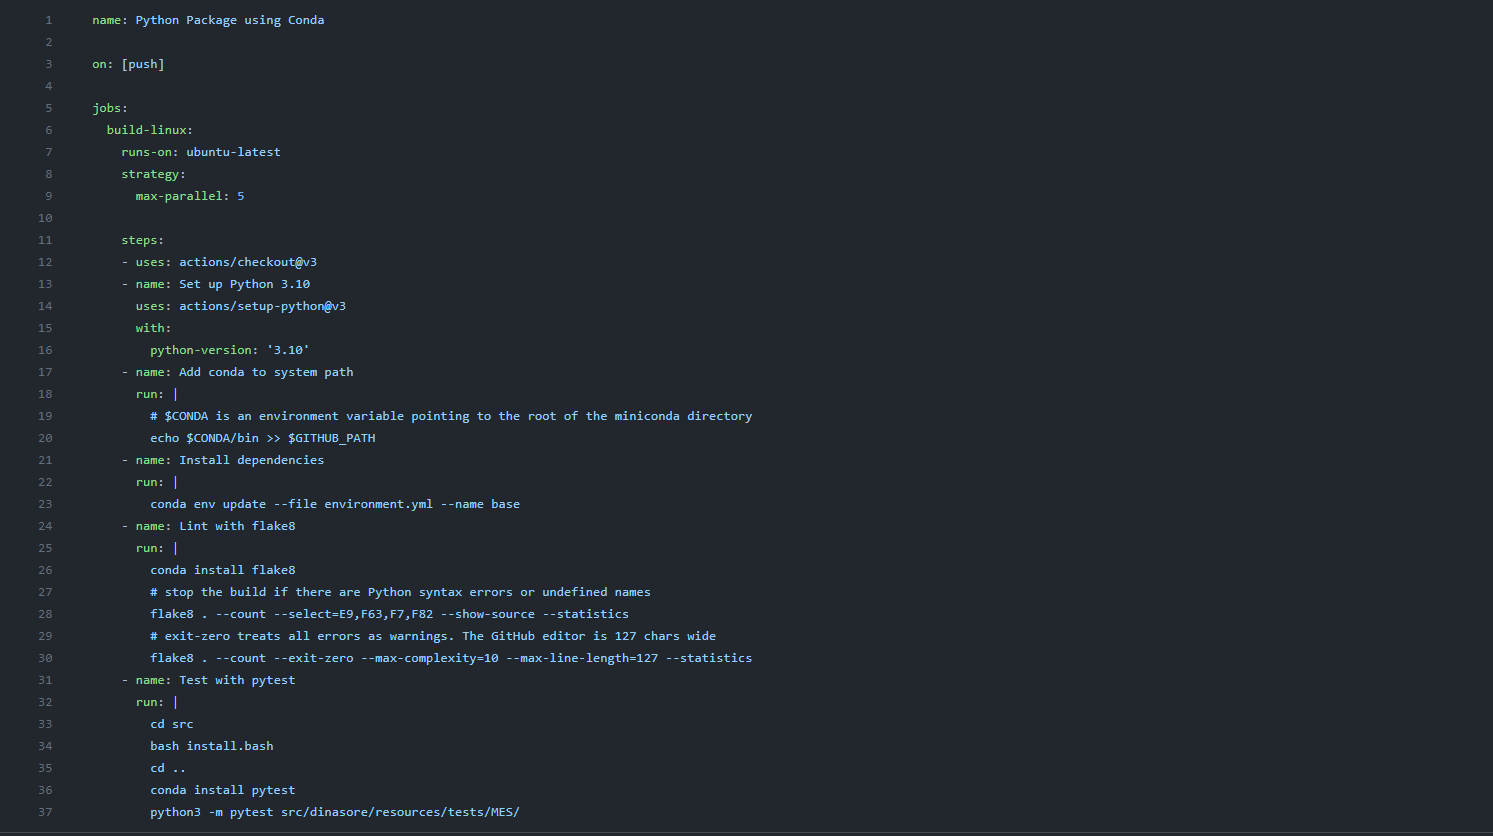 1 name: Python Package using Conda
2
3 on: [push]
4
5 jobs:
6   build-linux:
7     runs-on: ubuntu-latest
8     strategy:
9       max-parallel: 5
10
11     steps:
12     - uses: actions/checkout@v3
13     - name: Set up Python 3.10
14       uses: actions/setup-python@v3
15       with:
16         python-version: '3.10'
17     - name: Add conda to system path
18       run: |
19         # $CONDA is an environment variable pointing to the root of the miniconda directory
20         echo $CONDA/bin >> $GITHUB_PATH
21     - name: Install dependencies
22       run: |
23         conda env update --file environment.yml --name base
24     - name: Lint with flake8
25       run: |
26         conda install flake8
27         # stop the build if there are Python syntax errors or undefined names
28         flake8 . --count --select=E9,F63,F7,F82 --show-source --statistics
29         # exit-zero treats all errors as warnings. The GitHub editor is 127 chars wide
30         flake8 . --count --exit-zero --max-complexity=10 --max-line-length=127 --statistics
31     - name: Test with pytest
32       run: |
33         cd src
34         bash install.bash
35         cd ..
36         conda install pytest
37         python3 -m pytest src/dinasore/resources/tests/MES/